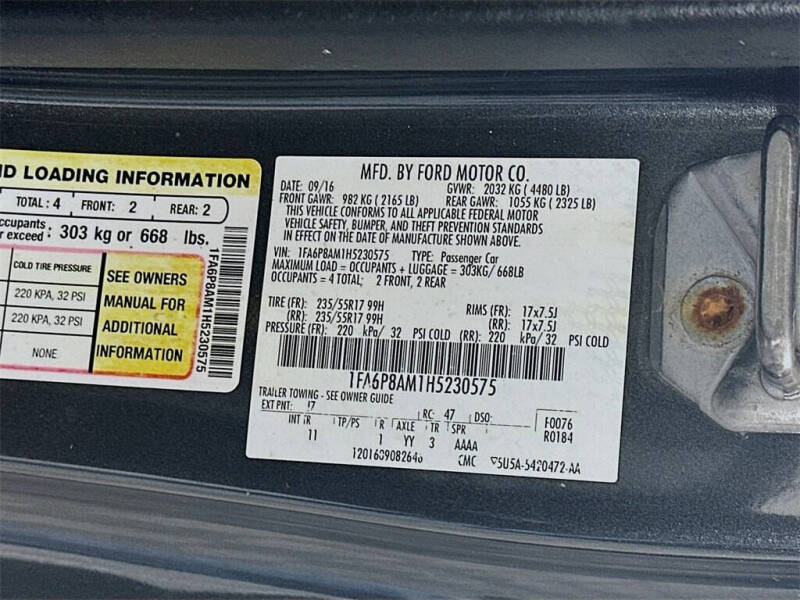 ND LOADING INFORMATION
TOTAL: 4 FRONT: 2 REAR: 2
ccupants
r exceed: 303 kg or 668 lbs.
COLD TIRE PRESSURE
220 KPA, 32 PSI
220 KPA, 32 PSI
NONE
SEE OWNERS
MANUAL FOR
ADDITIONAL
INFORMATION
1FA6P8AM1H5230575
MFD. BY FORD MOTOR CO.
DATE: 09/16 GVWR: 2032 KG ( 4480 LB)
FRONT GAWR: 982 KG ( 2165 LB) REAR GAWR: 1055 KG ( 2325 LB)
THIS VEHICLE CONFORMS TO ALL APPLICABLE FEDERAL MOTOR
VEHICLE SAFETY, BUMPER, AND THEFT PREVENTION STANDARDS
IN EFFECT ON THE DATE OF MANUFACTURE SHOWN ABOVE.
VIN: 1FA6P8AM1H5230575 TYPE: Passenger Car
MAXIMUM LOAD = OCCUPANTS + LUGGAGE = 303KG/ 668LB
OCCUPANTS = 4 TOTAL; 2 FRONT, 2 REAR
TIRE (FR): 235/55R17 99H RIMS (FR): 17x7.5J
(RR): 235/55R17 99H (RR): 17x7.5J
PRESSURE (FR): 220 kPa/ 32 PSI COLD (RR): 220 kPa/ 32 PSI COLD
1FA6P8AM1H5230575
TRAILER TOWING - SEE OWNER GUIDE
EXT PNT: RC: 47 DSO: F0076
INT TR TP/PS R AXLE TR SPR R0184
11 1 YY 3 AAAA
CMC